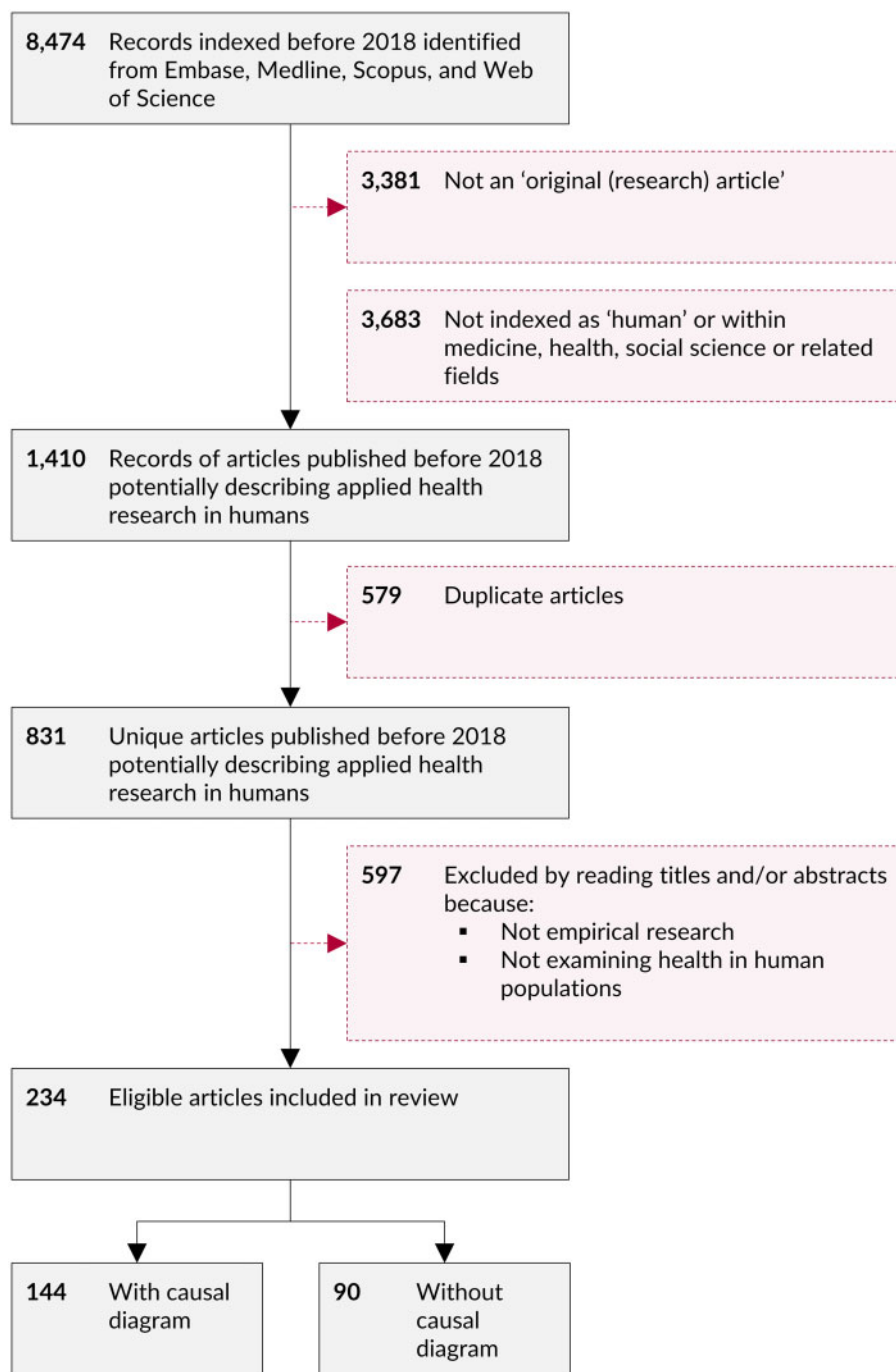 8,474 Records indexed before 2018 identified
from Embase, Medline, Scopus, and Web
of Science
3,381 Not an ‘original (research) article’
3,683 Not indexed as ‘human’ or within
medicine, health, social science or related
fields
1,410 Records of articles published before 2018
potentially describing applied health
research in humans
579 Duplicate articles
831 Unique articles published before 2018
potentially describing applied health
research in humans
597 Excluded by reading titles and/or abstracts
because:
▪ Not empirical research
▪ Not examining health in human
populations
234 Eligible articles included in review
144 With causal
diagram
90 Without
causal
diagram